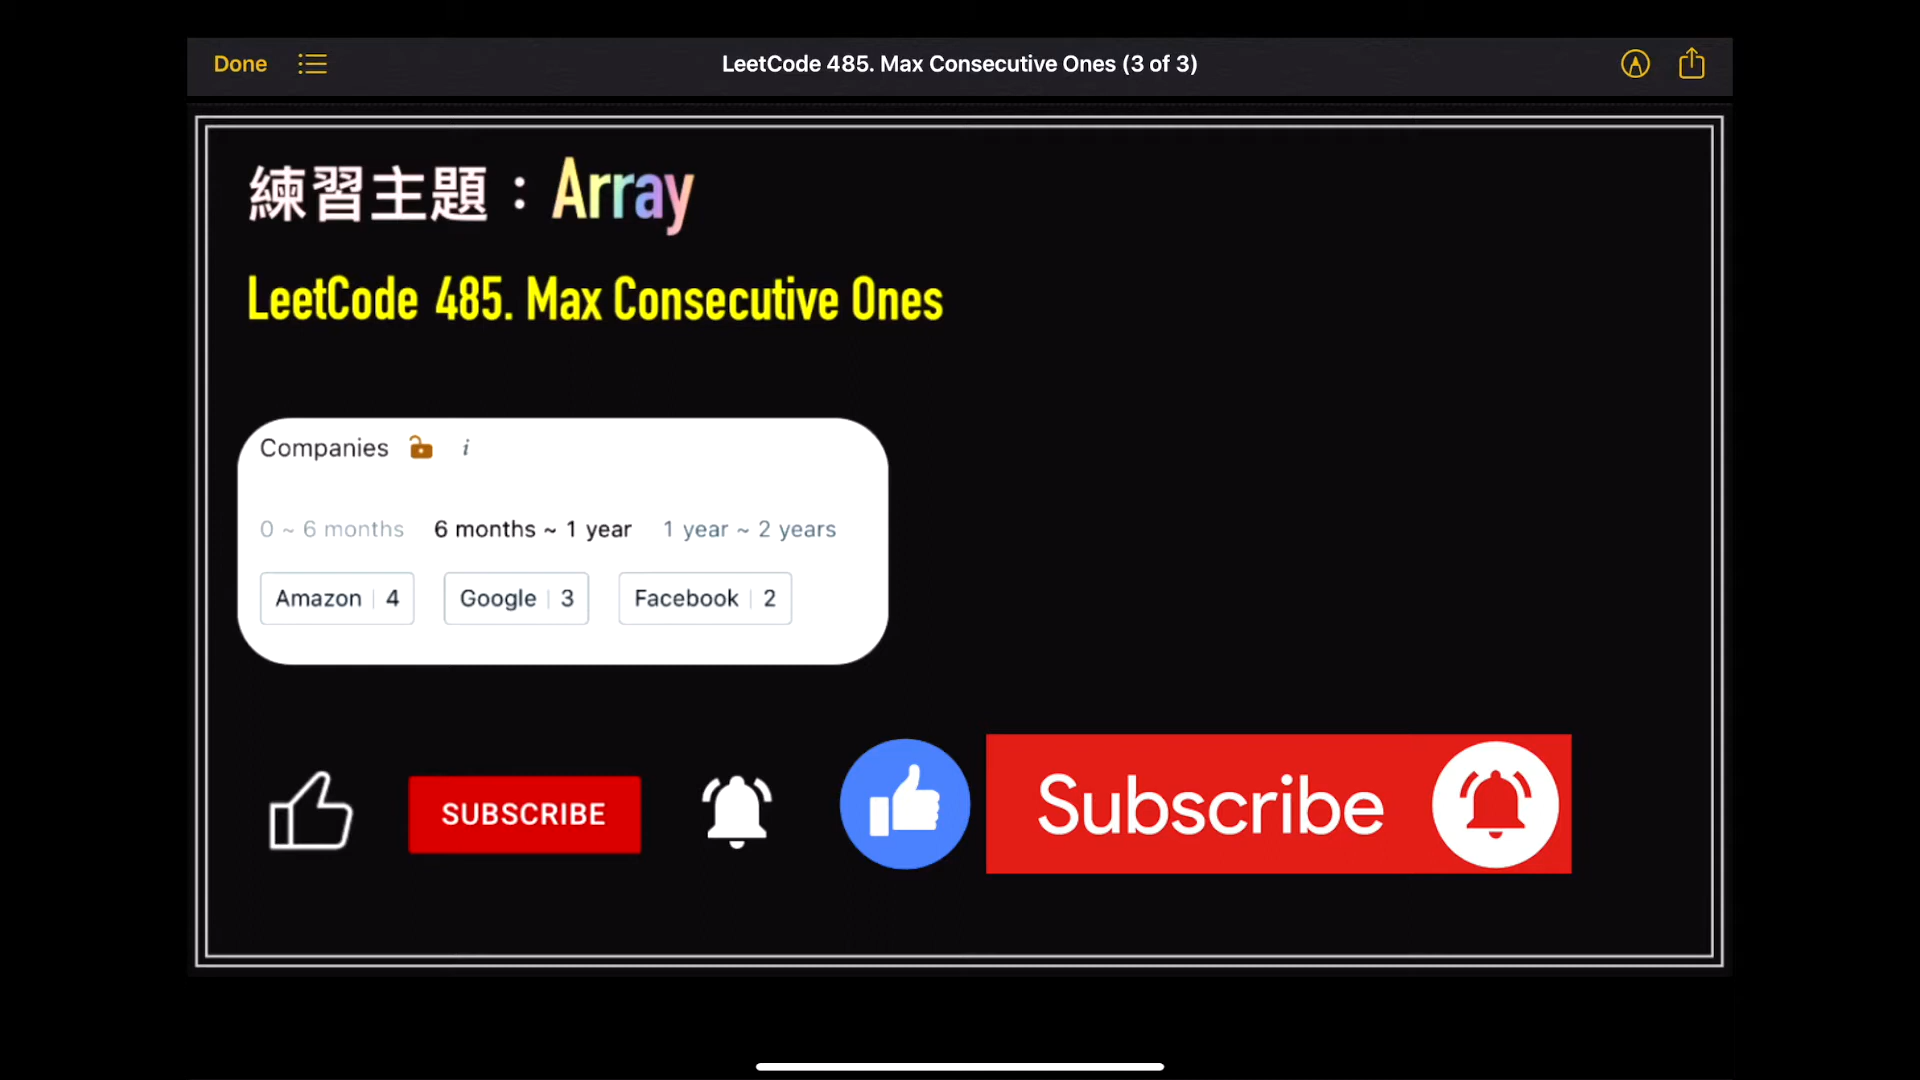 Done
LeetCode 485. Max Consecutive Ones (3 of 3)
練習主題：Array
LeetCode 485. Max Consecutive Ones
Companies i
0 ~ 6 months 6 months ~ 1 year 1 year ~ 2 years
Amazon | 4 Google | 3 Facebook | 2
SUBSCRIBE Subscribe